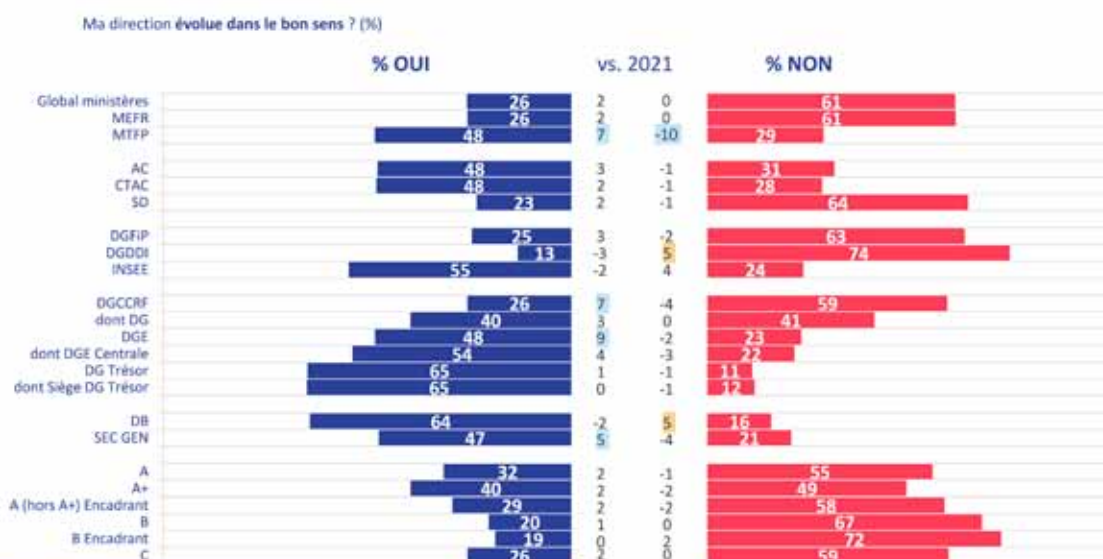 Ma direction évolue dans le bon sens ? (%)
% OUI vs. 2021 % NON
Global ministères 26 2 0 61
MEFR 26 2 0 61
MTFP 48 7 -10 29
AC 48 3 -1 31
CTAC 48 2 -1 28
SD 23 2 -1 64
DGFiP 25 3 -2 63
DGDDI 13 -3 5 74
INSEE 55 -2 4 24
DGCCRF 26 7 -4 59
dont DG 40 3 0 41
DGE 48 9 -2 23
dont DGE Centrale 54 4 -3 22
DG Trésor 65 1 -1 11
dont Siège DG Trésor 65 0 -1 12
DB 64 -2 5 16
SEC GEN 47 5 -4 21
A 32 2 -1 55
A+ 40 2 -2 49
A (hors A+) Encadrant 29 2 -2 58
B 20 1 0 67
B Encadrant 19 0 2 72
C 26 2 0 59